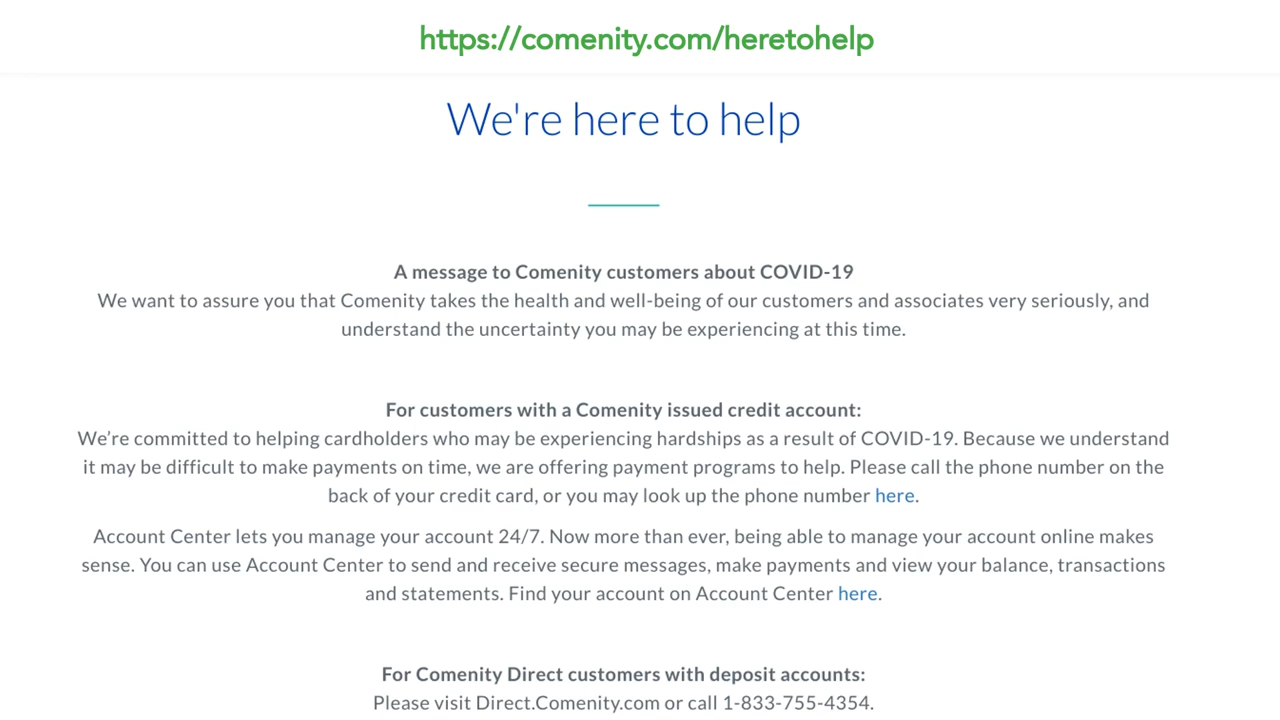 https://comenity.com/heretohelp
We're here to help
A message to Comenity customers about COVID-19
We want to assure you that Comenity takes the health and well-being of our customers and associates very seriously, and
understand the uncertainty you may be experiencing at this time.
For customers with a Comenity issued credit account:
We’re committed to helping cardholders who may be experiencing hardships as a result of COVID-19. Because we understand
it may be difficult to make payments on time, we are offering payment programs to help. Please call the phone number on the
back of your credit card, or you may look up the phone number here.
Account Center lets you manage your account 24/7. Now more than ever, being able to manage your account online makes
sense. You can use Account Center to send and receive secure messages, make payments and view your balance, transactions
and statements. Find your account on Account Center here.
For Comenity Direct customers with deposit accounts:
Please visit Direct.Comenity.com or call 1-833-755-4354.